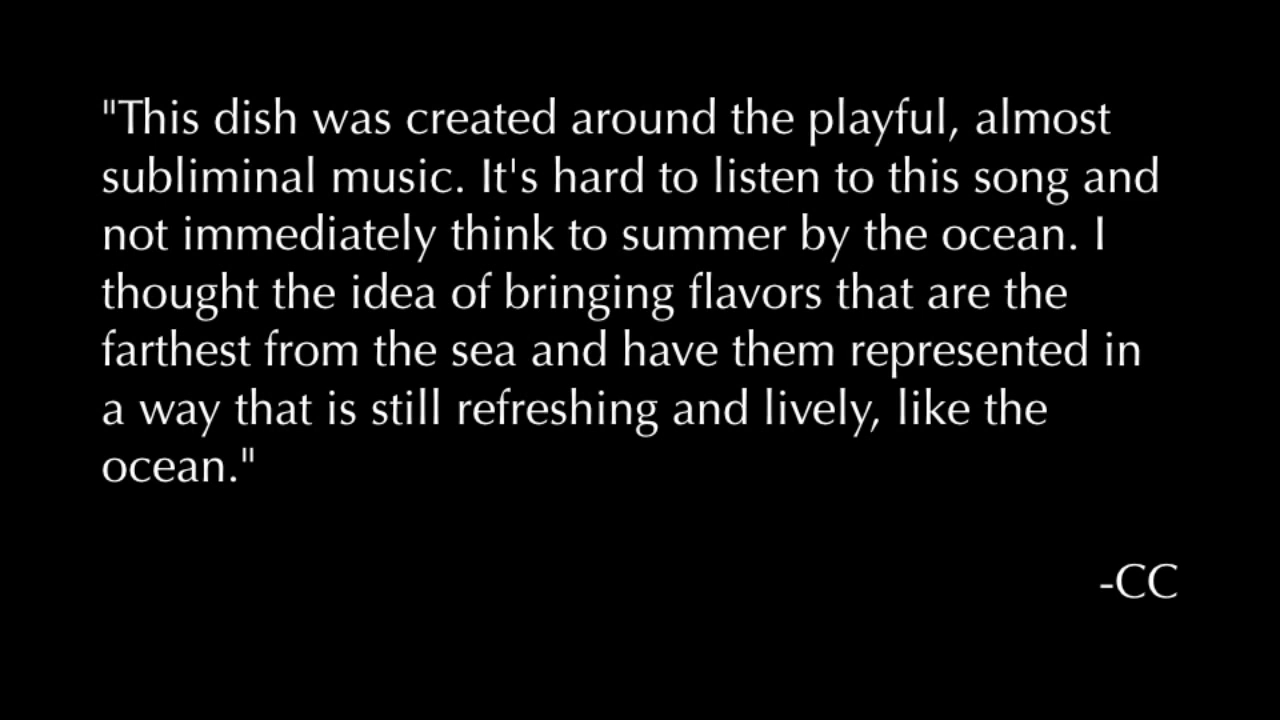 "This dish was created around the playful, almost
subliminal music. It's hard to listen to this song and
not immediately think to summer by the ocean. I
thought the idea of bringing flavors that are the
farthest from the sea and have them represented in
a way that is still refreshing and lively, like the
ocean."
-CC